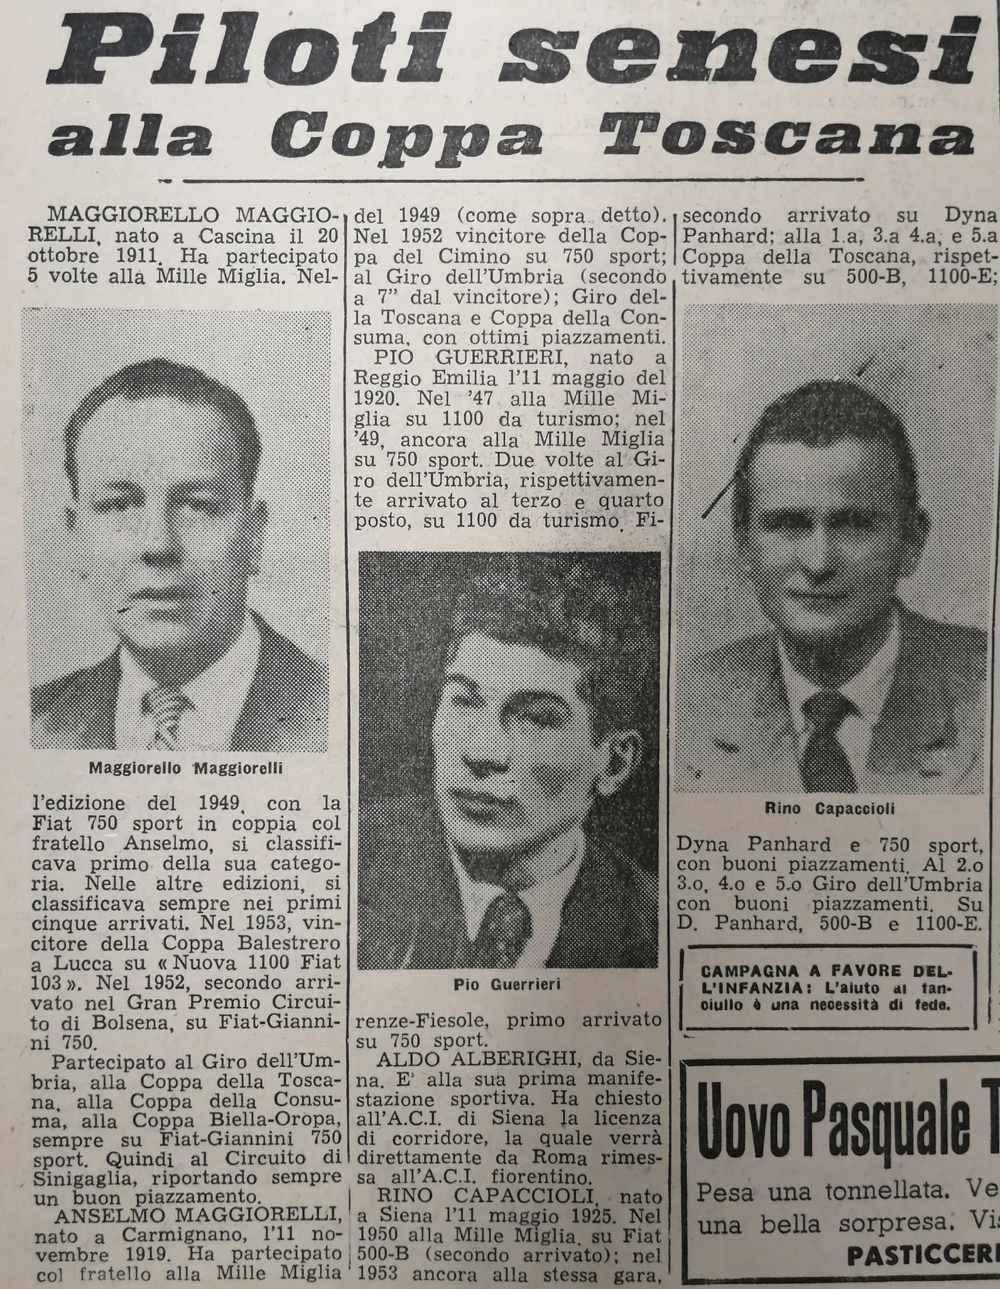 Piloti senesi
alla Coppa Toscana
MAGGIORELLO MAGGIO-
RELLI, nato a Cascina il 20
ottobre 1911. Ha partecipato
5 volte alla Mille Miglia. Nel-
Maggiorello Maggiorelli
l'edizione del 1949, con la
Fiat 750 sport in coppia col
fratello Anselmo, si classifi-
cava primo della sua catego-
ria. Nelle altre edizioni, si
classificava sempre nei primi
cinque arrivati. Nel 1953, vin-
citore della Coppa Balestrero
a Lucca su « Nuova 1100 Fiat
103 ». Nel 1952, secondo arri-
vato nel Gran Premio Circui-
to di Bolsena, su Fiat-Gianni-
ni 750.
Partecipato al Giro dell'Um-
bria, alla Coppa della Tosca-
na, alla Coppa della Consu-
ma, alla Coppa Biella-Oropa,
sempre su Fiat-Giannini 750
sport. Quindi al Circuito di
Sinigaglia, riportando sempre
un buon piazzamento.
ANSELMO MAGGIORELLI,
nato a Carmignano, l'11 no-
vembre 1919. Ha partecipato
col fratello alla Mille Miglia
del 1949 (come sopra detto).
Nel 1952 vincitore della Cop-
pa del Cimino su 750 sport;
al Giro dell'Umbria (secondo
a 7" dal vincitore); Giro del-
la Toscana e Coppa della Con-
suma, con ottimi piazzamenti.
PIO GUERRIERI, nato a
Reggio Emilia l'11 maggio del
1920. Nel '47 alla Mille Mi-
glia su 1100 da turismo; nel
'49, ancora alla Mille Miglia
su 750 sport. Due volte al Gi-
ro dell'Umbria, rispettivamen-
te arrivato al terzo e quarto
posto, su 1100 da turismo. Fi-
Pio Guerrieri
renze-Fiesole, primo arrivato
su 750 sport.
ALDO ALBERIGHI, da Sie-
na. E' alla sua prima manife-
stazione sportiva. Ha chiesto
all'A.C.I. di Siena la licenza
di corridore, la quale verrà
direttamente da Roma rimes-
sa all'A.C.I. fiorentino.
RINO CAPACCIOLI, nato
a Siena l'11 maggio 1925. Nel
1950 alla Mille Miglia, su Fiat
500-B (secondo arrivato); nel
1953 ancora alla stessa gara,
secondo arrivato su Dyna
Panhard; alla 1.a, 3.a 4.a, e 5.a
Coppa della Toscana, rispet-
tivamente su 500-B, 1100-E;
Rino Capaccioli
Dyna Panhard e 750 sport,
con buoni piazzamenti. Al 2.o
3.o, 4.o e 5.o Giro dell'Umbria
con buoni piazzamenti. Su
D. Panhard, 500-B e 1100-E.
CAMPAGNA A FAVORE DEL-
L'INFANZIA: L'aiuto al fan-
ciullo è una necessità di fede.
Uovo Pasquale T
Pesa una tonnellata. Ve
una bella sorpresa. Vis
PASTICCERI